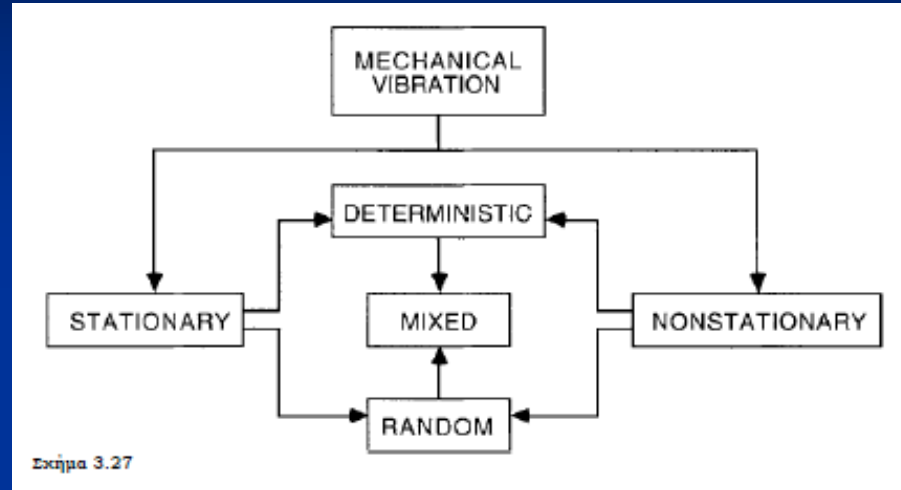 MECHANICAL
VIBRATION
DETERMINISTIC
STATIONARY
MIXED
NONSTATIONARY
RANDOM
Σχήμα 3.27